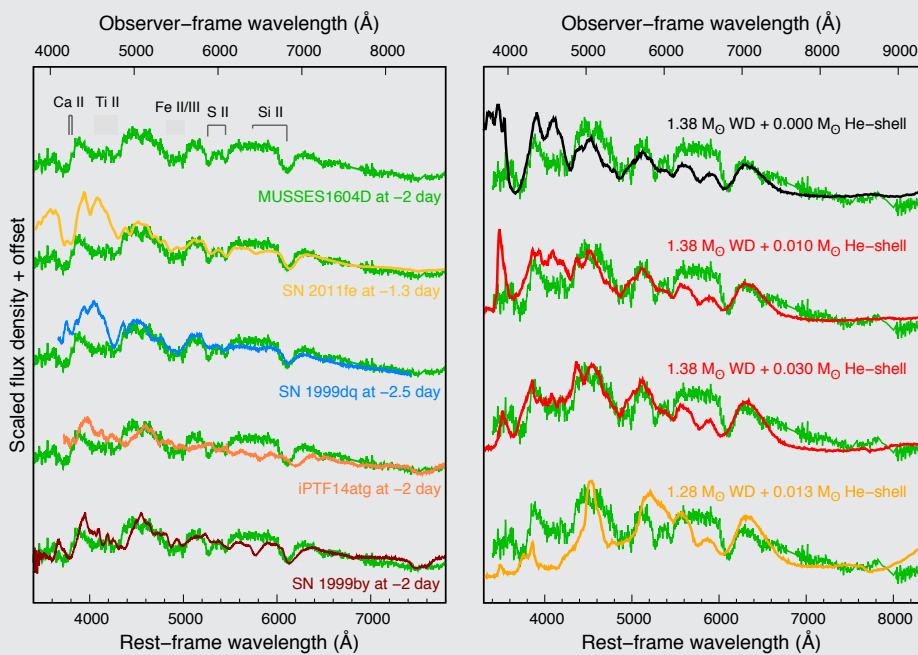 Observer−frame wavelength (Å)
4000 5000 6000 7000 8000
Ca II Ti II Fe II/III S II Si II
MUSSES1604D at −2 day
SN 2011fe at −1.3 day
SN 1999dq at −2.5 day
iPTF14atg at −2 day
SN 1999by at −2 day
Scaled flux density + offset
4000 5000 6000 7000
Rest−frame wavelength (Å)
Observer−frame wavelength (Å)
4000 5000 6000 7000 8000 9000
1.38 M⊙ WD + 0.000 M⊙ He−shell
1.38 M⊙ WD + 0.010 M⊙ He−shell
1.38 M⊙ WD + 0.030 M⊙ He−shell
1.28 M⊙ WD + 0.013 M⊙ He−shell
4000 5000 6000 7000 8000
Rest−frame wavelength (Å)